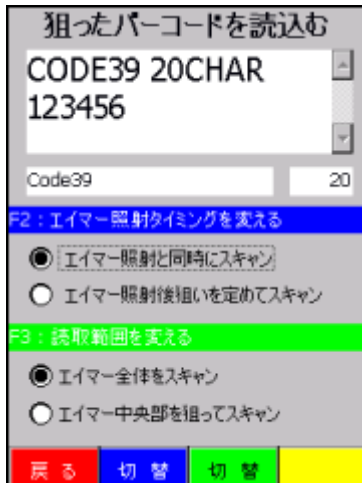 狙ったバーコードを読込む
CODE39 20CHAR
123456
Code39 20
F2：エイマー照射タイミングを変える
エイマー照射と同時にスキャン
エイマー照射後狙いを定めてスキャン
F3：読取範囲を変える
エイマー全体をスキャン
エイマー中央部を狙ってスキャン
戻る 切替 切替